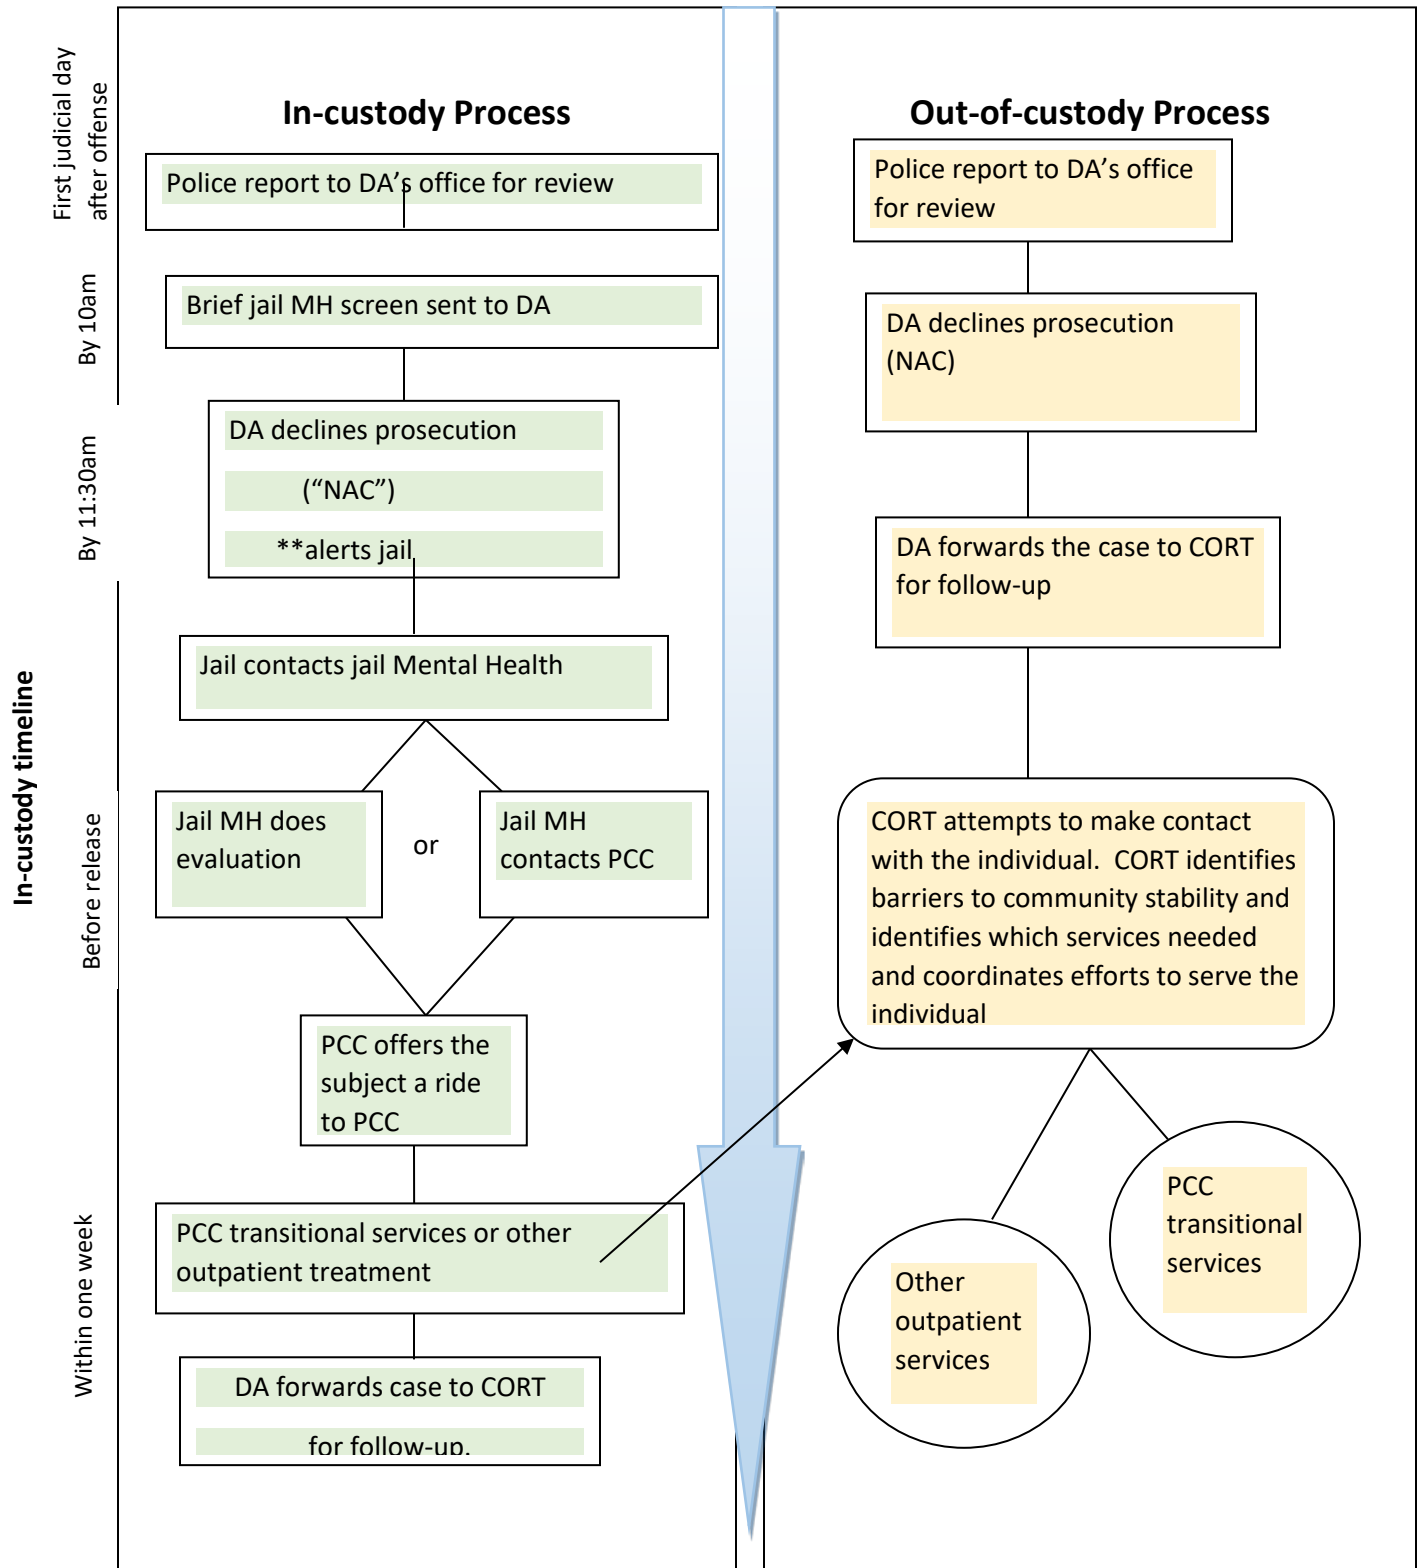 In-custody timeline
First judicial day
after offense
By 10am
By 11:30am
Before release
Within one week
In-custody Process
Police report to DA’s office for review
Brief jail MH screen sent to DA
DA declines prosecution
(“NAC”)
**alerts jail
Jail contacts jail Mental Health
Jail MH does
evaluation
or
Jail MH
contacts PCC
PCC offers the
subject a ride
to PCC
PCC transitional services or other
outpatient treatment
DA forwards case to CORT
for follow-up.
Out-of-custody Process
Police report to DA’s office
for review
DA declines prosecution
(NAC)
DA forwards the case to CORT
for follow-up
CORT attempts to make contact
with the individual.  CORT identifies
barriers to community stability and
identifies which services needed
and coordinates efforts to serve the
individual
Other
outpatient
services
PCC
transitional
services